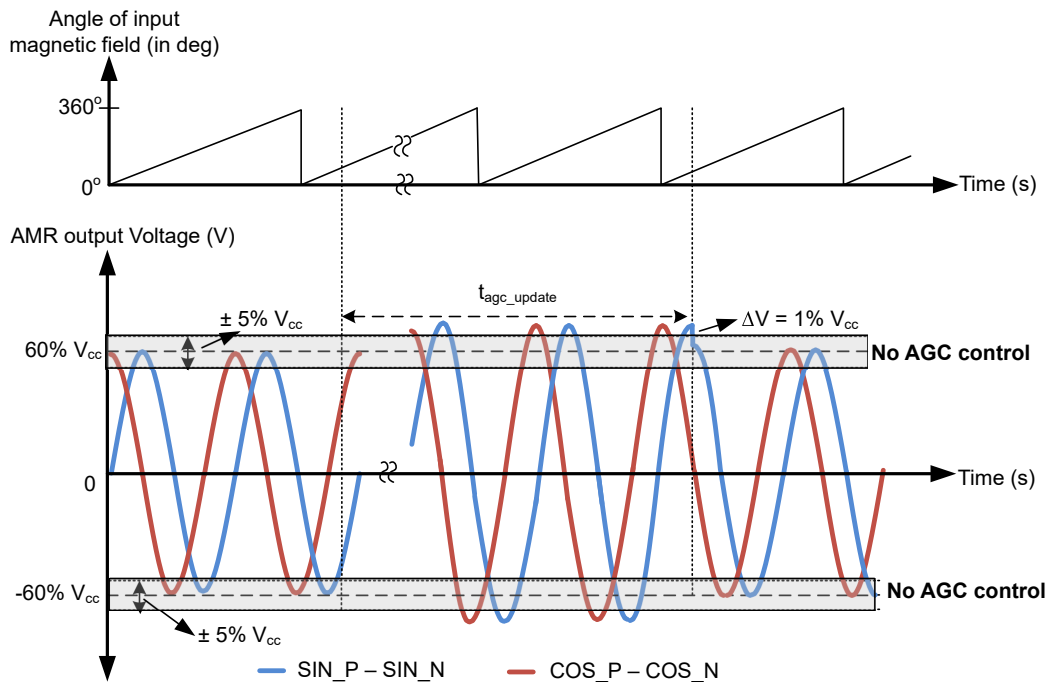 Angle of input
magnetic field (in deg)
360°
0°
Time (s)
AMR output Voltage (V)
t_agc_update
± 5% V_cc
ΔV = 1% V_cc
60% V_cc
No AGC control
0
Time (s)
-60% V_cc
No AGC control
± 5% V_cc
SIN_P – SIN_N
COS_P – COS_N